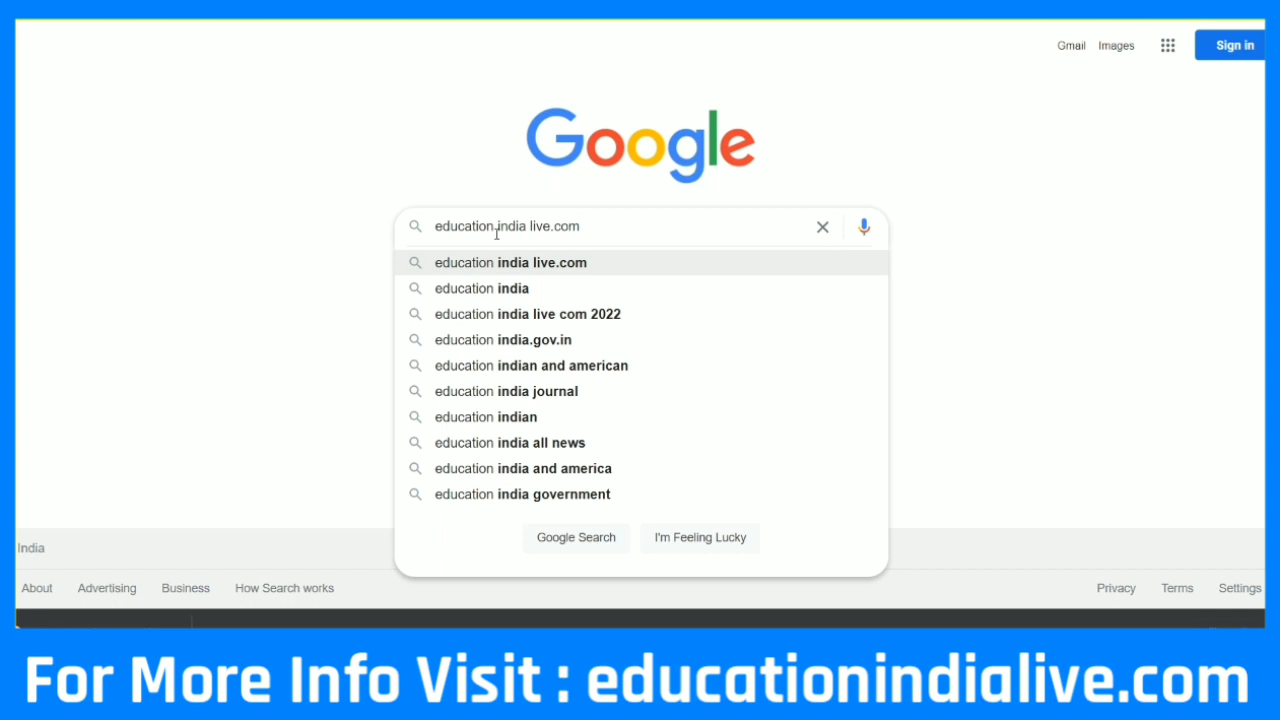 Gmail Images Sign in
Google
education india live.com
education india live.com
education india
education india live com 2022
education india.gov.in
education indian and american
education india journal
education indian
education india all news
education india and america
education india government
Google Search I'm Feeling Lucky
India
About Advertising Business How Search works Privacy Terms Settings
For More Info Visit : educationindialive.com